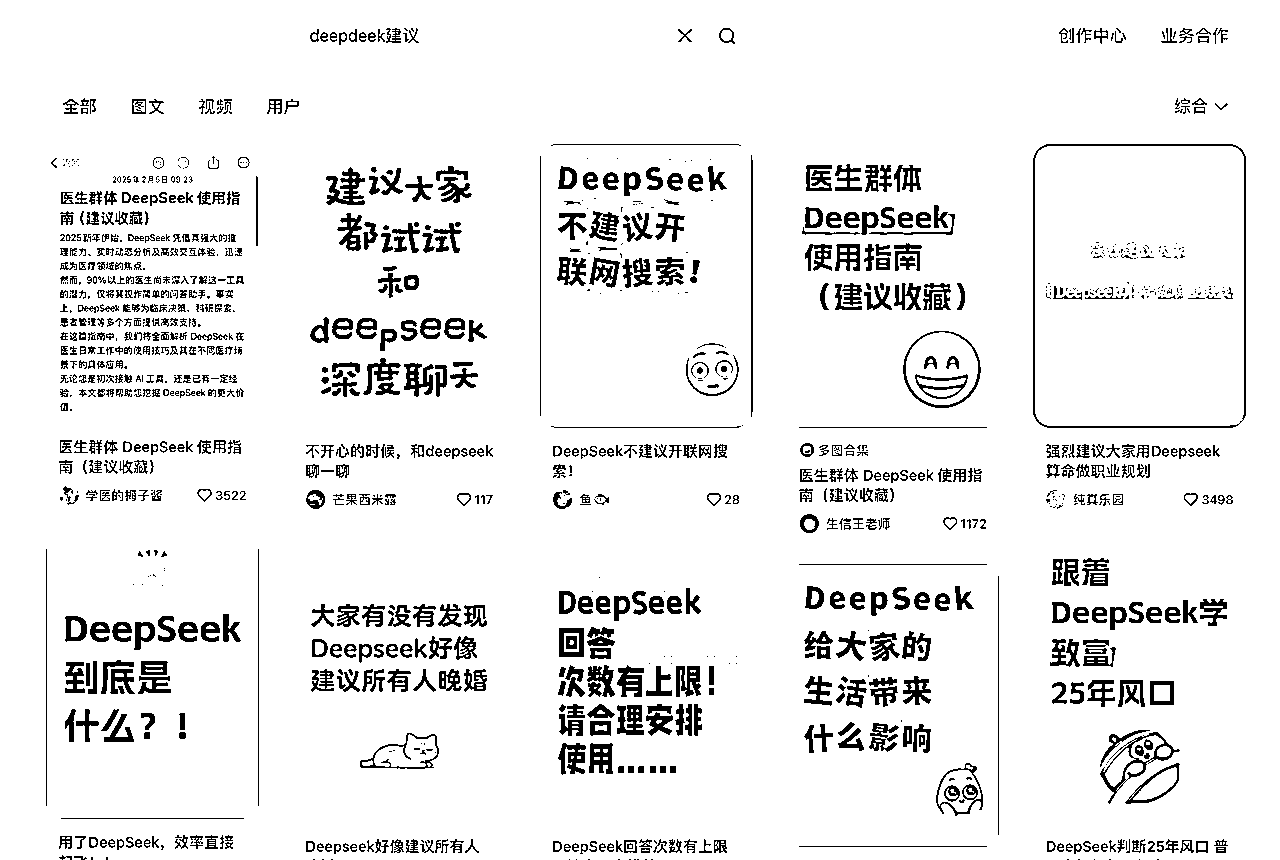 deepdeek建议
创作中心
业务合作
全部
图文
视频
用户
综合
2025年2月5日 09:23
医生群体 DeepSeek 使用指
南（建议收藏）
2025新年伊始，DeepSeek 凭借其强大的推
理能力、实时动态分析及高效交互体验，迅速
成为医疗领域的焦点。
然而，90%以上的医生尚未深入了解这一工具
的潜力，仅将其视作简单的问答助手。事实
上，DeepSeek 能够为临床决策、科研探索、
患者管理等多个方面提供高效支持。
在这篇指南中，我们将全面解析 DeepSeek 在
医生日常工作中的使用技巧及其在不同医疗场
景下的具体应用。
无论您是初次接触 AI 工具，还是已有一定经
验，本文都将帮助您挖掘 DeepSeek 的更大价
值。
医生群体 DeepSeek 使用指
南（建议收藏）
学医的梆子酱
3522
建议大家
都试试
和
deepseek
深度聊天
不开心的时候，和deepseek
聊一聊
芒果西米露
117
DeepSeek
不建议开
联网搜索！
DeepSeek不建议开联网搜
索！
鱼
28
医生群体
DeepSeek
使用指南
（建议收藏）
多图合集
医生群体 DeepSeek 使用指
南（建议收藏）
生信王老师
1172
强烈建议大家用Deepseek
算命做职业规划
纯真乐园
3498
DeepSeek
到底是
什么？！
用了DeepSeek，效率直接
大家有没有发现
Deepseek好像
建议所有人晚婚
Deepseek好像建议所有人
DeepSeek
回答
次数有上限！
请合理安排
使用……
DeepSeek回答次数有上限
DeepSeek
给大家的
生活带来
什么影响
跟着
DeepSeek学
致富
25年风口
DeepSeek判断25年风口 普